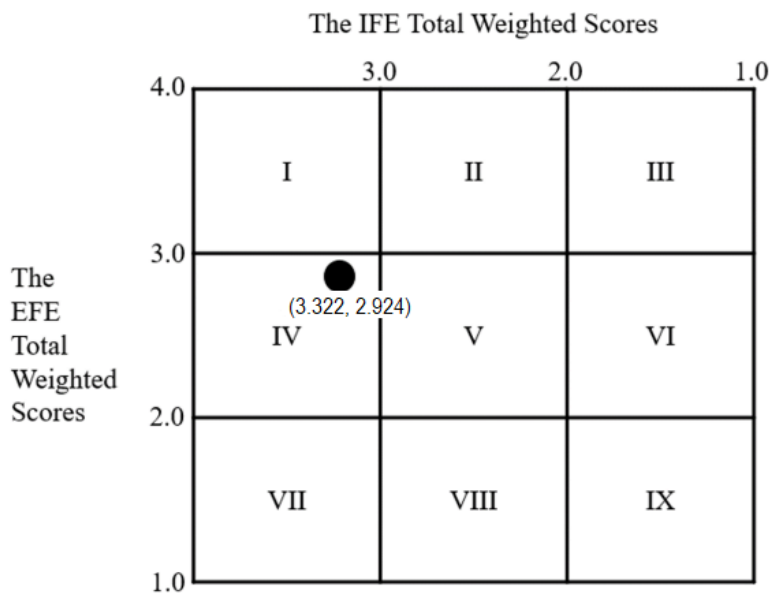 The IFE Total Weighted Scores
3.0 2.0 1.0
4.0
I II III
3.0
The
EFE
Total
Weighted
Scores
(3.322, 2.924)
IV V VI
2.0
VII VIII IX
1.0